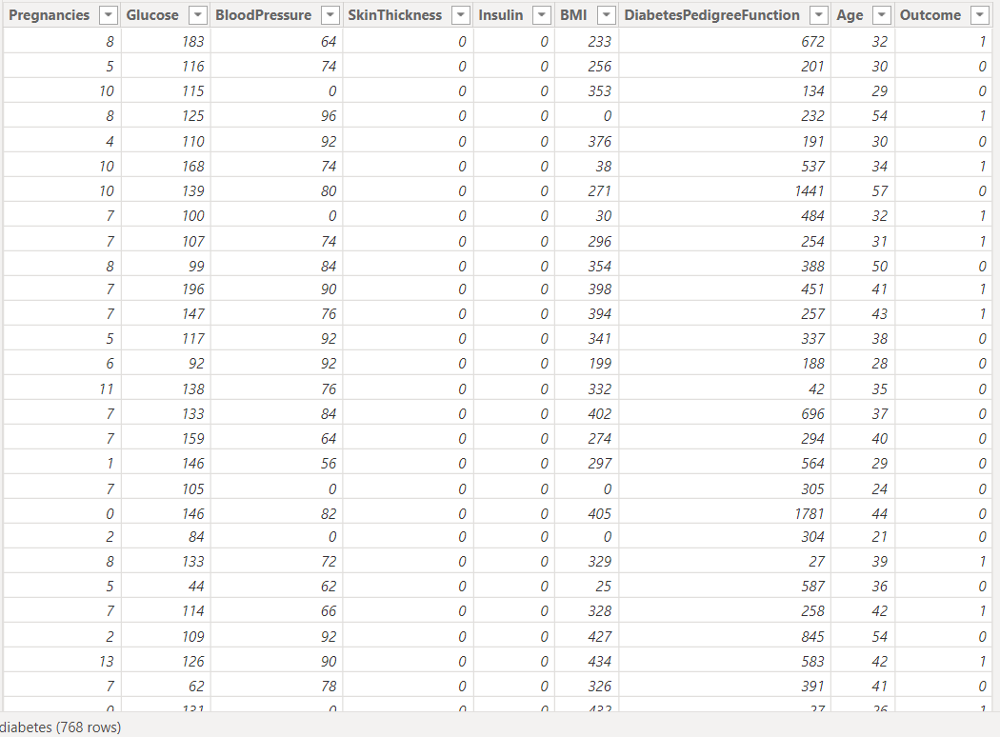 Pregnancies Glucose BloodPressure SkinThickness Insulin BMI DiabetesPedigreeFunction Age Outcome
8 183 64 0 0 233 672 32 1
5 116 74 0 0 256 201 30 0
10 115 0 0 0 353 134 29 0
8 125 96 0 0 0 232 54 1
4 110 92 0 0 376 191 30 0
10 168 74 0 0 38 537 34 1
10 139 80 0 0 271 1441 57 0
7 100 0 0 0 30 484 32 1
7 107 74 0 0 296 254 31 1
8 99 84 0 0 354 388 50 0
7 196 90 0 0 398 451 41 1
7 147 76 0 0 394 257 43 1
5 117 92 0 0 341 337 38 0
6 92 92 0 0 199 188 28 0
11 138 76 0 0 332 42 35 0
7 133 84 0 0 402 696 37 0
7 159 64 0 0 274 294 40 0
1 146 56 0 0 297 564 29 0
7 105 0 0 0 0 305 24 0
0 146 82 0 0 405 1781 44 0
2 84 0 0 0 0 304 21 0
8 133 72 0 0 329 27 39 1
5 44 62 0 0 25 587 36 0
7 114 66 0 0 328 258 42 1
2 109 92 0 0 427 845 54 0
13 126 90 0 0 434 583 42 1
7 62 78 0 0 326 391 41 0
0 131 0 0 0 432 27 26 1
diabetes (768 rows)